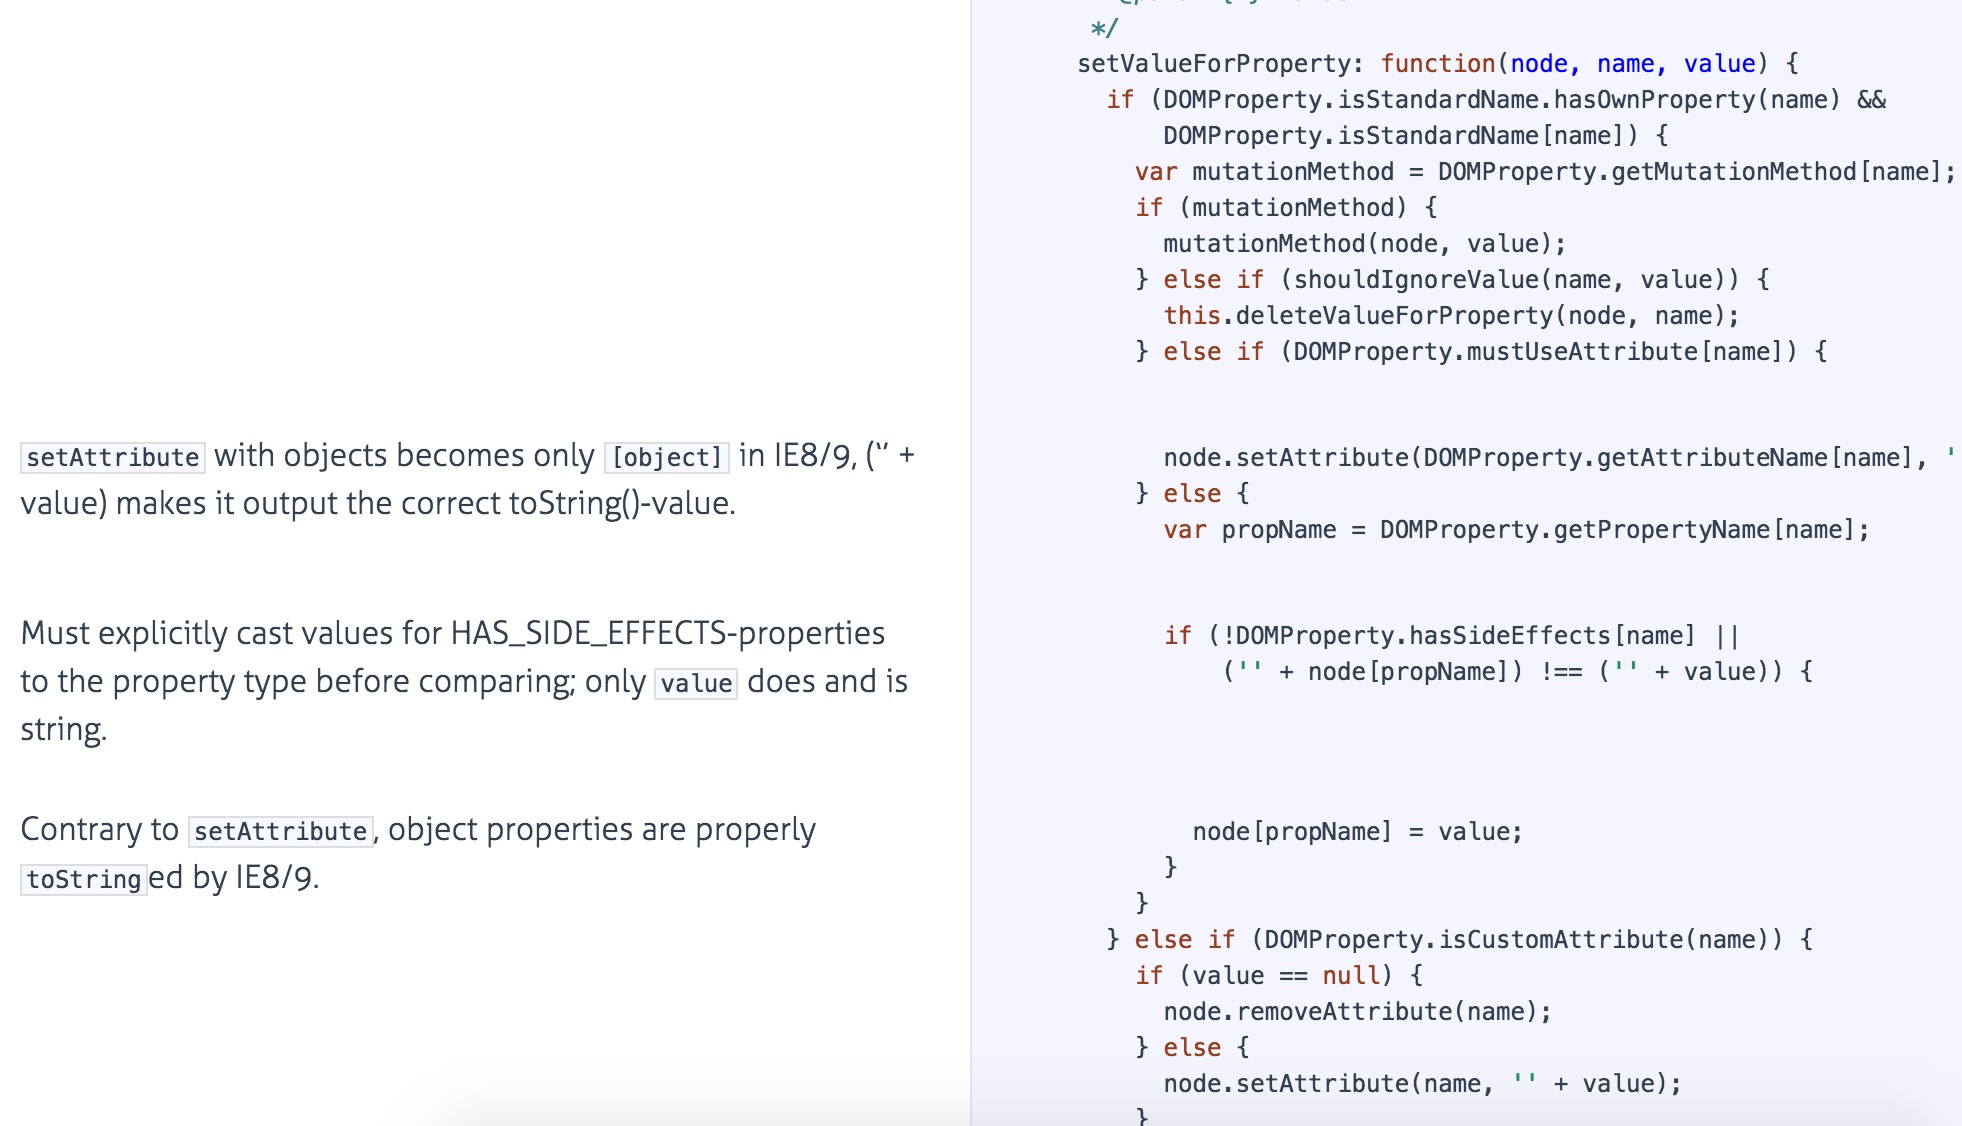 setAttribute with objects becomes only [object] in IE8/9, (‘’ +
value) makes it output the correct toString()-value.
Must explicitly cast values for HAS_SIDE_EFFECTS-properties
to the property type before comparing; only value does and is
string.
Contrary to setAttribute, object properties are properly
toStringed by IE8/9.
*/
setValueForProperty: function(node, name, value) {
if (DOMProperty.isStandardName.hasOwnProperty(name) &&
DOMProperty.isStandardName[name]) {
var mutationMethod = DOMProperty.getMutationMethod[name];
if (mutationMethod) {
mutationMethod(node, value);
} else if (shouldIgnoreValue(name, value)) {
this.deleteValueForProperty(node, name);
} else if (DOMProperty.mustUseAttribute[name]) {
node.setAttribute(DOMProperty.getAttributeName[name], '
} else {
var propName = DOMProperty.getPropertyName[name];
if (!DOMProperty.hasSideEffects[name] ||
('' + node[propName]) !== ('' + value)) {
node[propName] = value;
}
}
} else if (DOMProperty.isCustomAttribute(name)) {
if (value == null) {
node.removeAttribute(name);
} else {
node.setAttribute(name, '' + value);
}